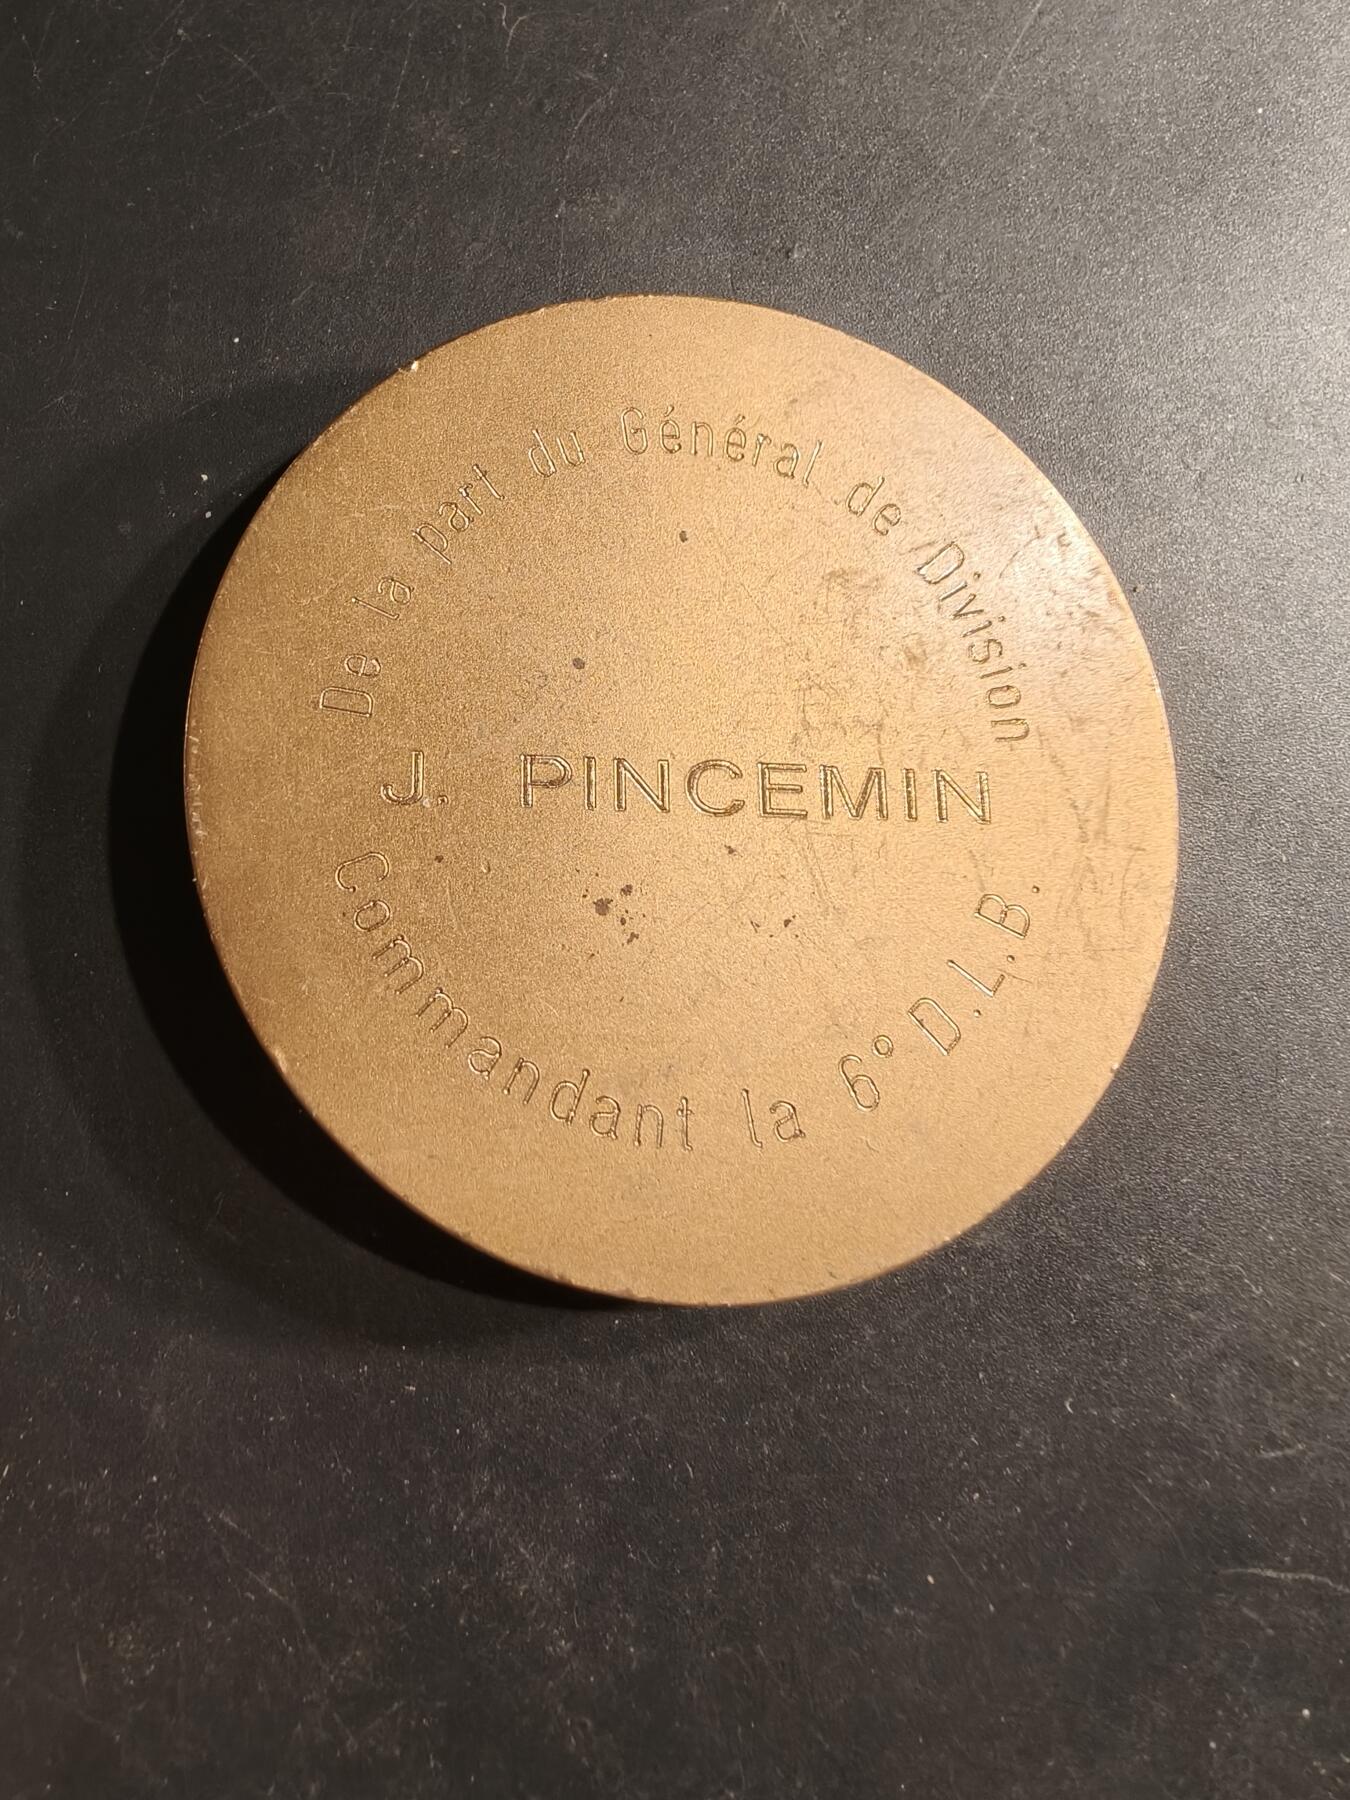 De la part du Général de Division
J. PINCEMIN
Commandant la 6° D.L.B.